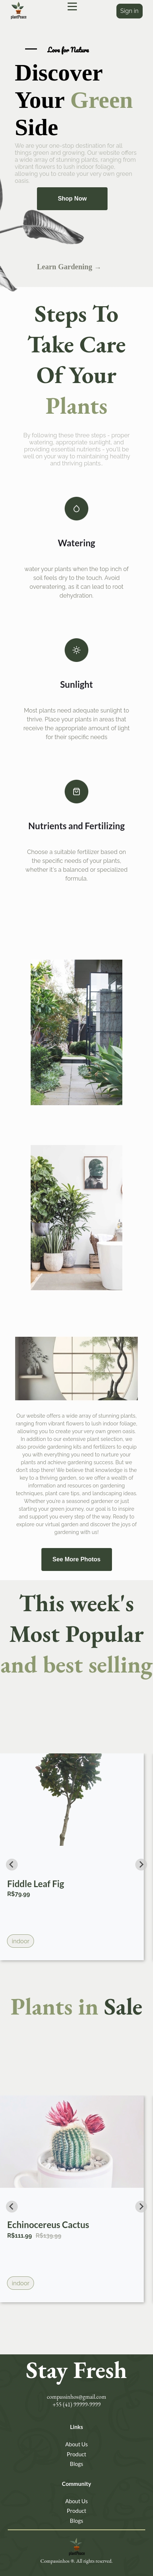 plantPeace
Sign in
Love for Nature
Discover
Your Green
Side
We are your one-stop destination for all
things green and growing. Our website offers
a wide array of stunning plants, ranging from
vibrant flowers to lush indoor foliage,
allowing you to create your very own green
oasis.
Shop Now
Learn Gardening →
Steps To
Take Care
Of Your
Plants
By following these three steps - proper
watering, appropriate sunlight, and
providing essential nutrients - you'll be
well on your way to maintaining healthy
and thriving plants.
Watering
water your plants when the top inch of
soil feels dry to the touch. Avoid
overwatering, as it can lead to root
rotdehydration.
Sunlight
Most plants need adequate sunlight to
thrive. Place your plants in areas that
receive the appropriate amount of light
for their specific needs
Nutrients and Fertilizing
Choose a suitable fertilizer based on
the specific needs of your plants,
whether it's a balanced or specialized
formula.
Our website offers a wide array of stunning plants,
ranging from vibrant flowers to lush indoor foliage,
allowing you to create your very own green oasis.
In addition to our extensive plant selection, we
also provide gardening kits and fertilizers to equip
you with everything you need to nurture your
plants and achieve gardening success. But we
don't stop there! We believe that knowledge is the
key to a thriving garden, so we offer a wealth of
information and resources on gardening
techniques, plant care tips, and landscaping ideas.
Whether you're a seasoned gardener or just
starting your green journey, our goal is to inspire
and support you every step of the way. Ready to
explore our virtual garden and discover the joys of
gardening with us!
See More Photos
This week's
Most Popular
and best selling
Fiddle Leaf Fig
R$79.99
indoor
Plants in Sale
Echinocereus Cactus
R$111.99 R$139.99
indoor
Stay Fresh
compassinhos@gmail.com
+55 (41) 99999-9999
Links
About Us
Product
Blogs
Community
About Us
Product
Blogs
Compassinhos ®. All rights reserved.